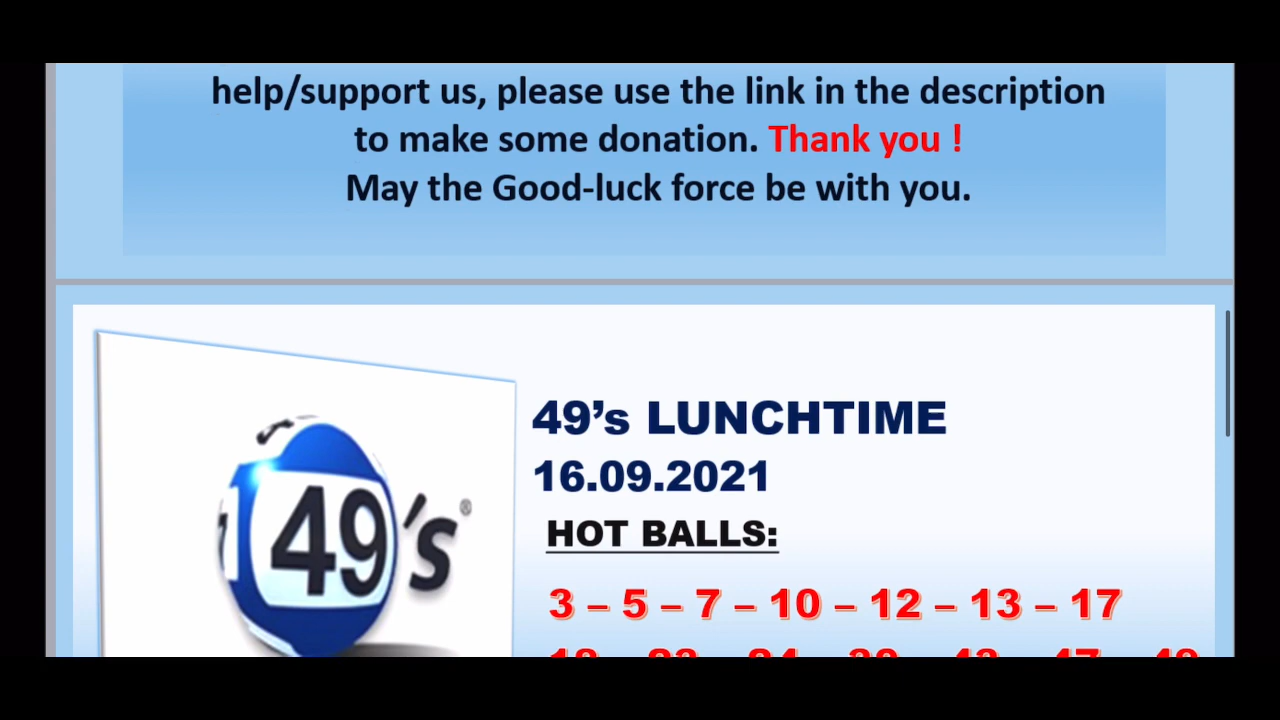 help/support us, please use the link in the description
to make some donation. Thank you !
May the Good-luck force be with you.
49's®
49’s LUNCHTIME
16.09.2021
HOT BALLS:
3 – 5 – 7 – 10 – 12 – 13 – 17